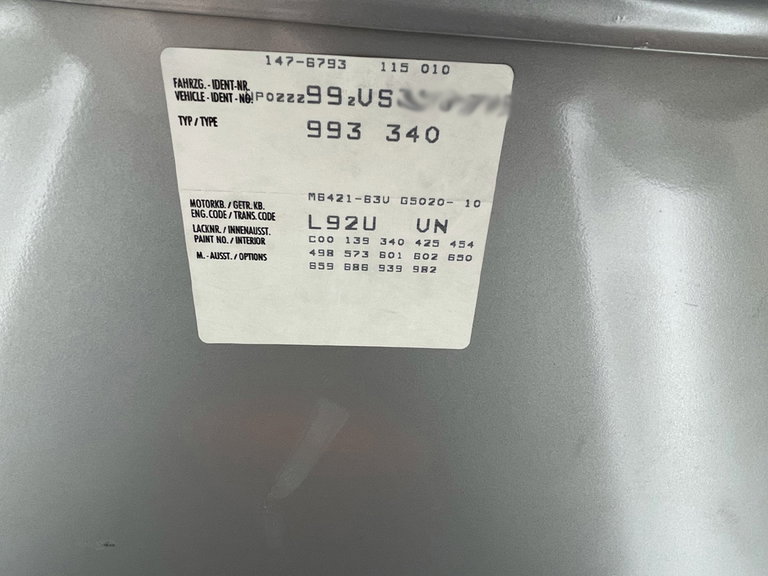 147-6793 115 010
FAHRZG.-IDENT-NR.
VEHICLE-IDENT-NO. WP0ZZZ99zVS
TYP/TYPE 993 340
MOTORKB./GETR.KB. M6421-63V G5020- 10
ENG.CODE/TRANS.CODE
LACKNR./INNENAUSST. L92U VN
PAINT NO./INTERIOR C00 139 340 425 454
M.-AUSST./OPTIONS 498 573 601 602 650
659 686 939 982